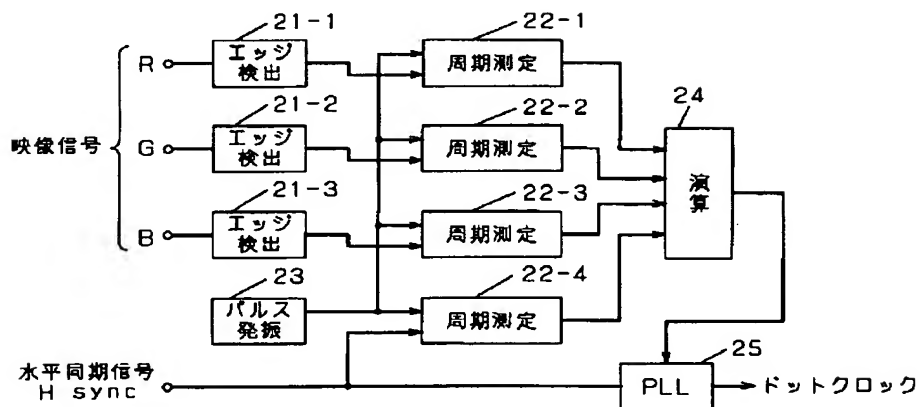 21-1
22-1
R
エッジ
検出
周期測定
21-2
22-2
24
映像信号
G
エッジ
検出
周期測定
演算
21-3
22-3
B
エッジ
検出
周期測定
23
22-4
パルス
発振
周期測定
水平同期信号
H sync
25
PLL
ドットクロック